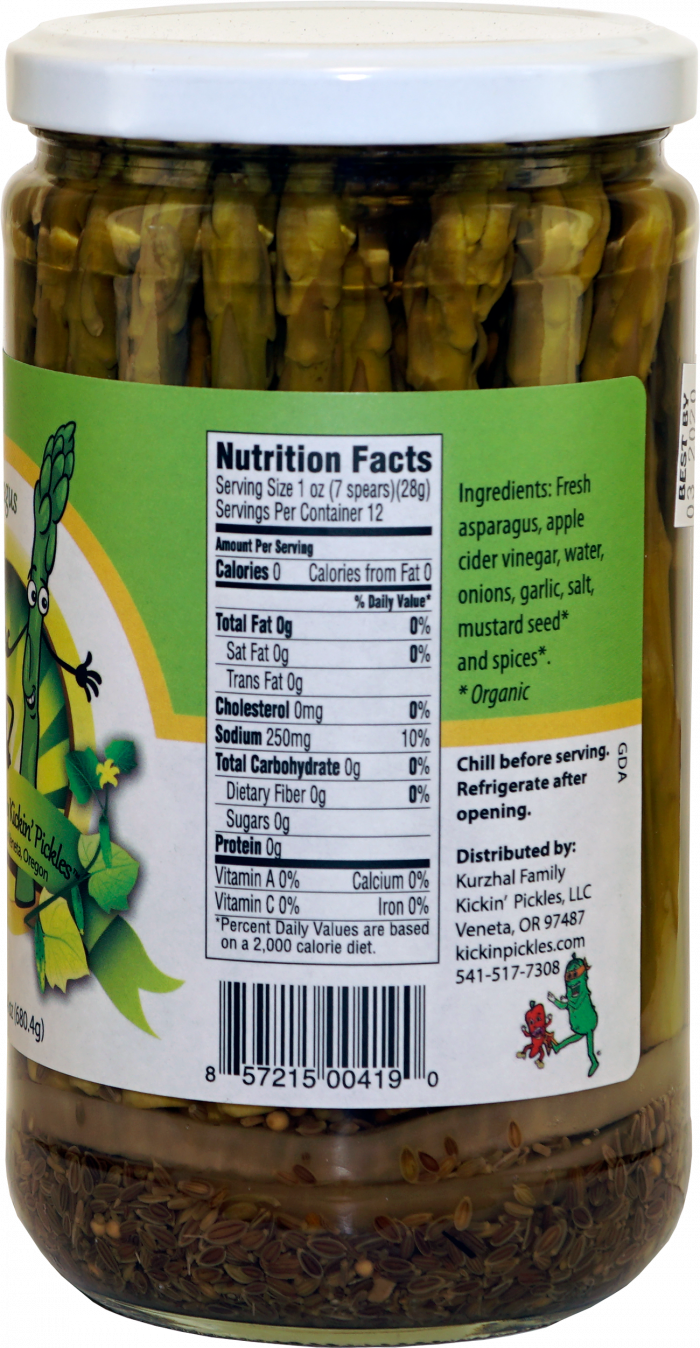 Nutrition Facts
Serving Size 1 oz (7 spears)(28g)
Servings Per Container 12
Amount Per Serving
Calories 0 Calories from Fat 0
% Daily Value*
Total Fat 0g 0%
Sat Fat 0g 0%
Trans Fat 0g
Cholesterol 0mg 0%
Sodium 250mg 10%
Total Carbohydrate 0g 0%
Dietary Fiber 0g 0%
Sugars 0g
Protein 0g
Vitamin A 0% Calcium 0%
Vitamin C 0% Iron 0%
*Percent Daily Values are based
on a 2,000 calorie diet.
8 57215 00419 0
Ingredients: Fresh
asparagus, apple
cider vinegar, water,
onions, garlic, salt,
mustard seed*
and spices*.
* Organic
Chill before serving.
Refrigerate after
opening.
GDA
Distributed by:
Kurzhal Family
Kickin' Pickles, LLC
Veneta, OR 97487
kickinpickles.com
541-517-7308
BEST BY
03 2020
Kickin' Pickles™
Oregon
(680.4g)